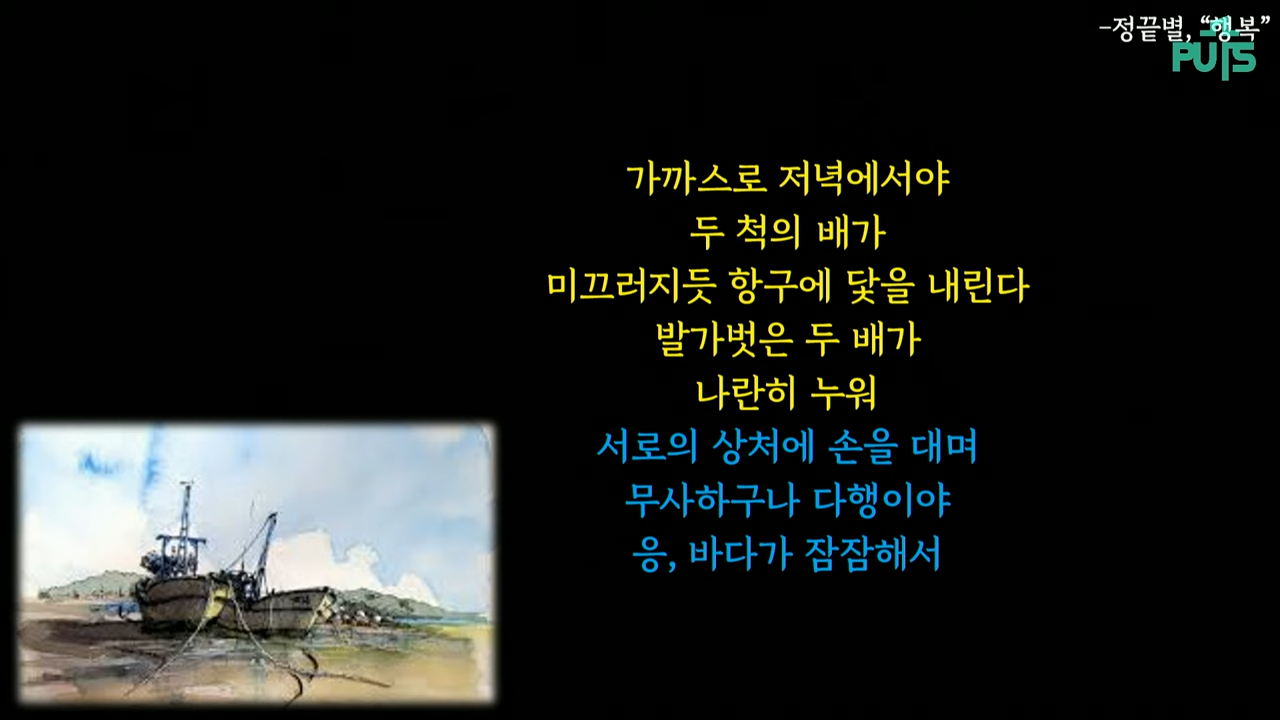 -정끝별, “행복”
PUTS
가까스로 저녁에서야
두 척의 배가
미끄러지듯 항구에 닻을 내린다
발가벗은 두 배가
나란히 누워
서로의 상처에 손을 대며
무사하구나 다행이야
응, 바다가 잠잠해서